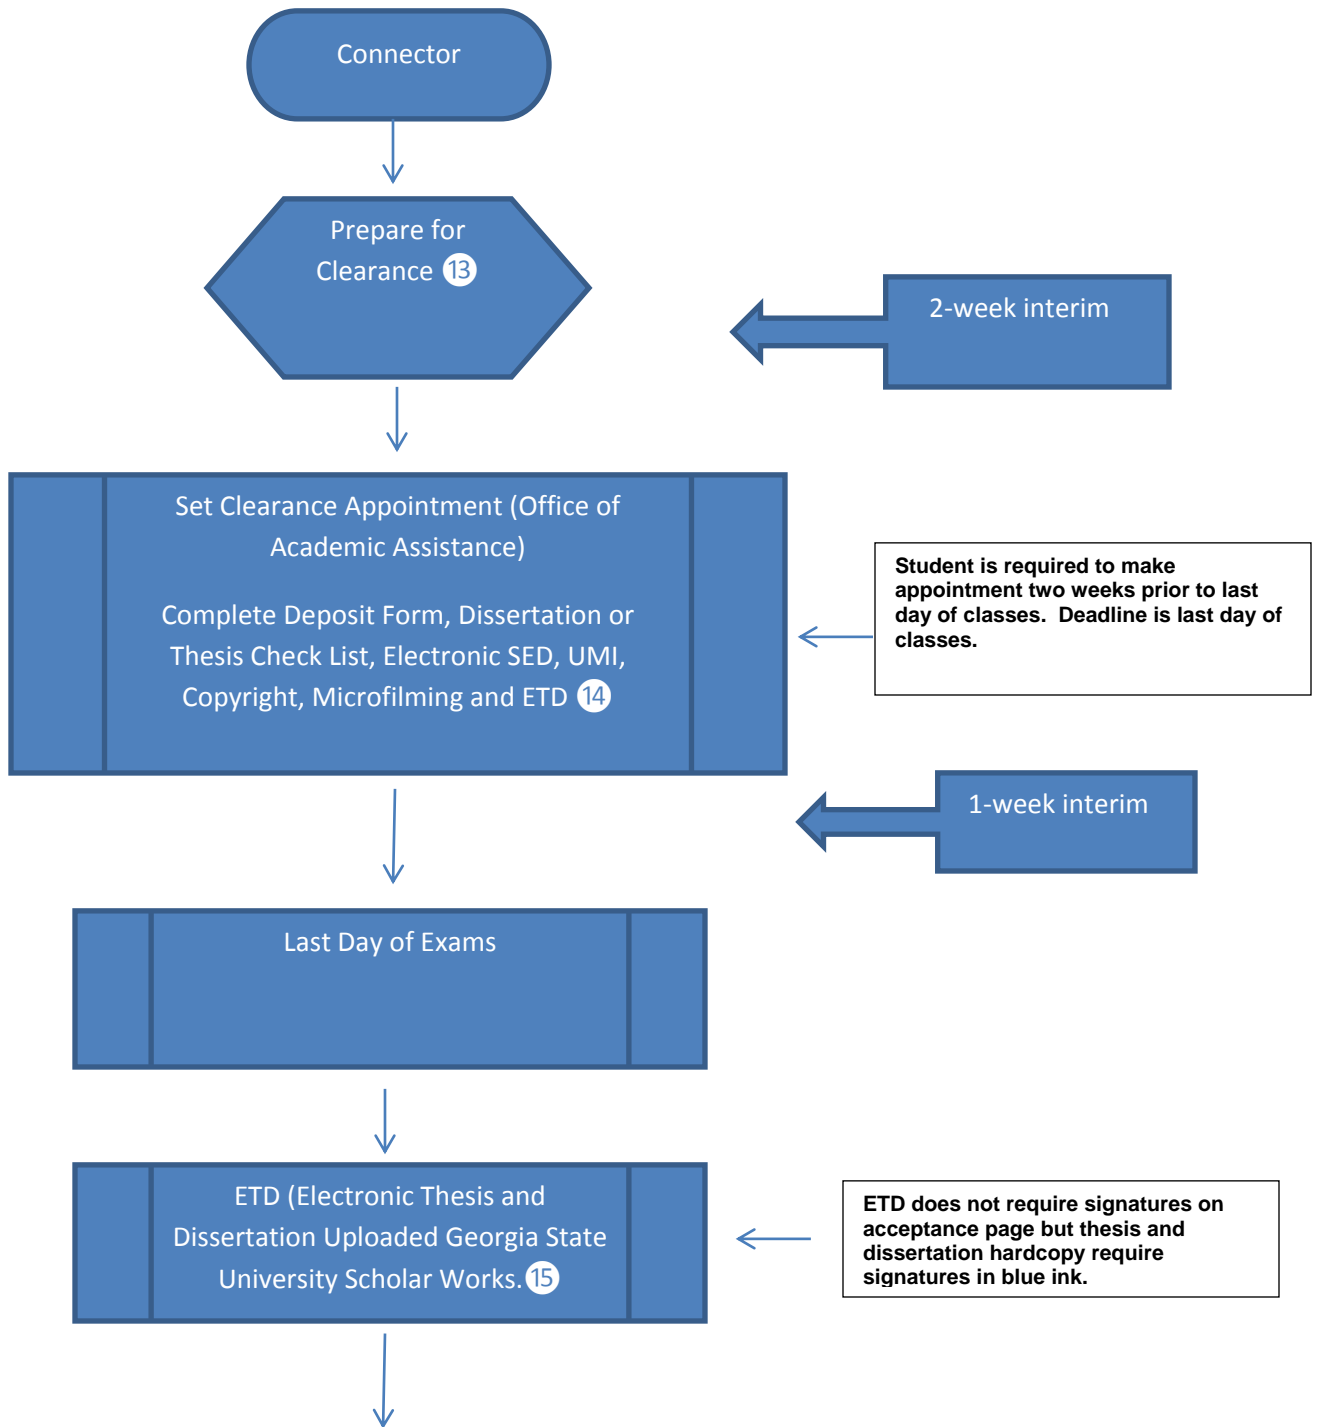 Connector
Prepare for
Clearance ⓭
2-week interim
Set Clearance Appointment (Office of
Academic Assistance)
Complete Deposit Form, Dissertation or
Thesis Check List, Electronic SED, UMI,
Copyright, Microfilming and ETD ⓮
Student is required to make
appointment two weeks prior to last
day of classes.  Deadline is last day of
classes.
1-week interim
Last Day of Exams
ETD (Electronic Thesis and
Dissertation Uploaded Georgia State
University Scholar Works.⓯
ETD does not require signatures on
acceptance page but thesis and
dissertation hardcopy require
signatures in blue ink.